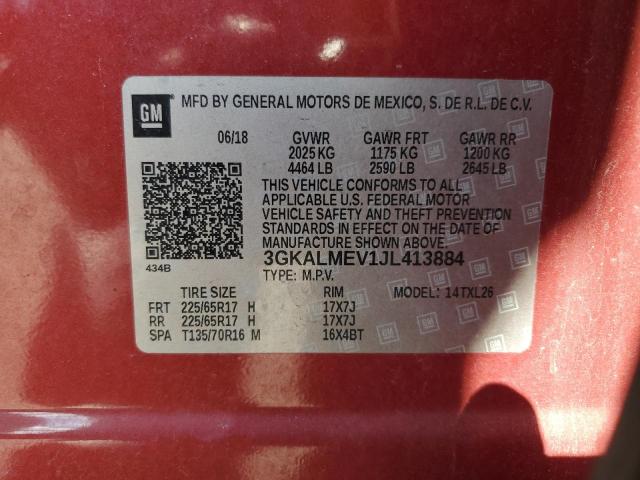 GM MFD BY GENERAL MOTORS DE MEXICO, S. DE R.L. DE C.V.
06/18 GVWR GAWR FRT GAWR RR
2025 KG 1175 KG 1200 KG
4464 LB 2590 LB 2645 LB
THIS VEHICLE CONFORMS TO ALL
APPLICABLE U.S. FEDERAL MOTOR
VEHICLE SAFETY AND THEFT PREVENTION
STANDARDS IN EFFECT ON THE DATE OF
MANUFACTURE SHOWN ABOVE.
3GKALMEV1JL413884
434B TYPE: M.P.V.
TIRE SIZE RIM MODEL: 14TXL26
FRT 225/65R17 H 17X7J
RR 225/65R17 H 17X7J
SPA T135/70R16 M 16X4BT